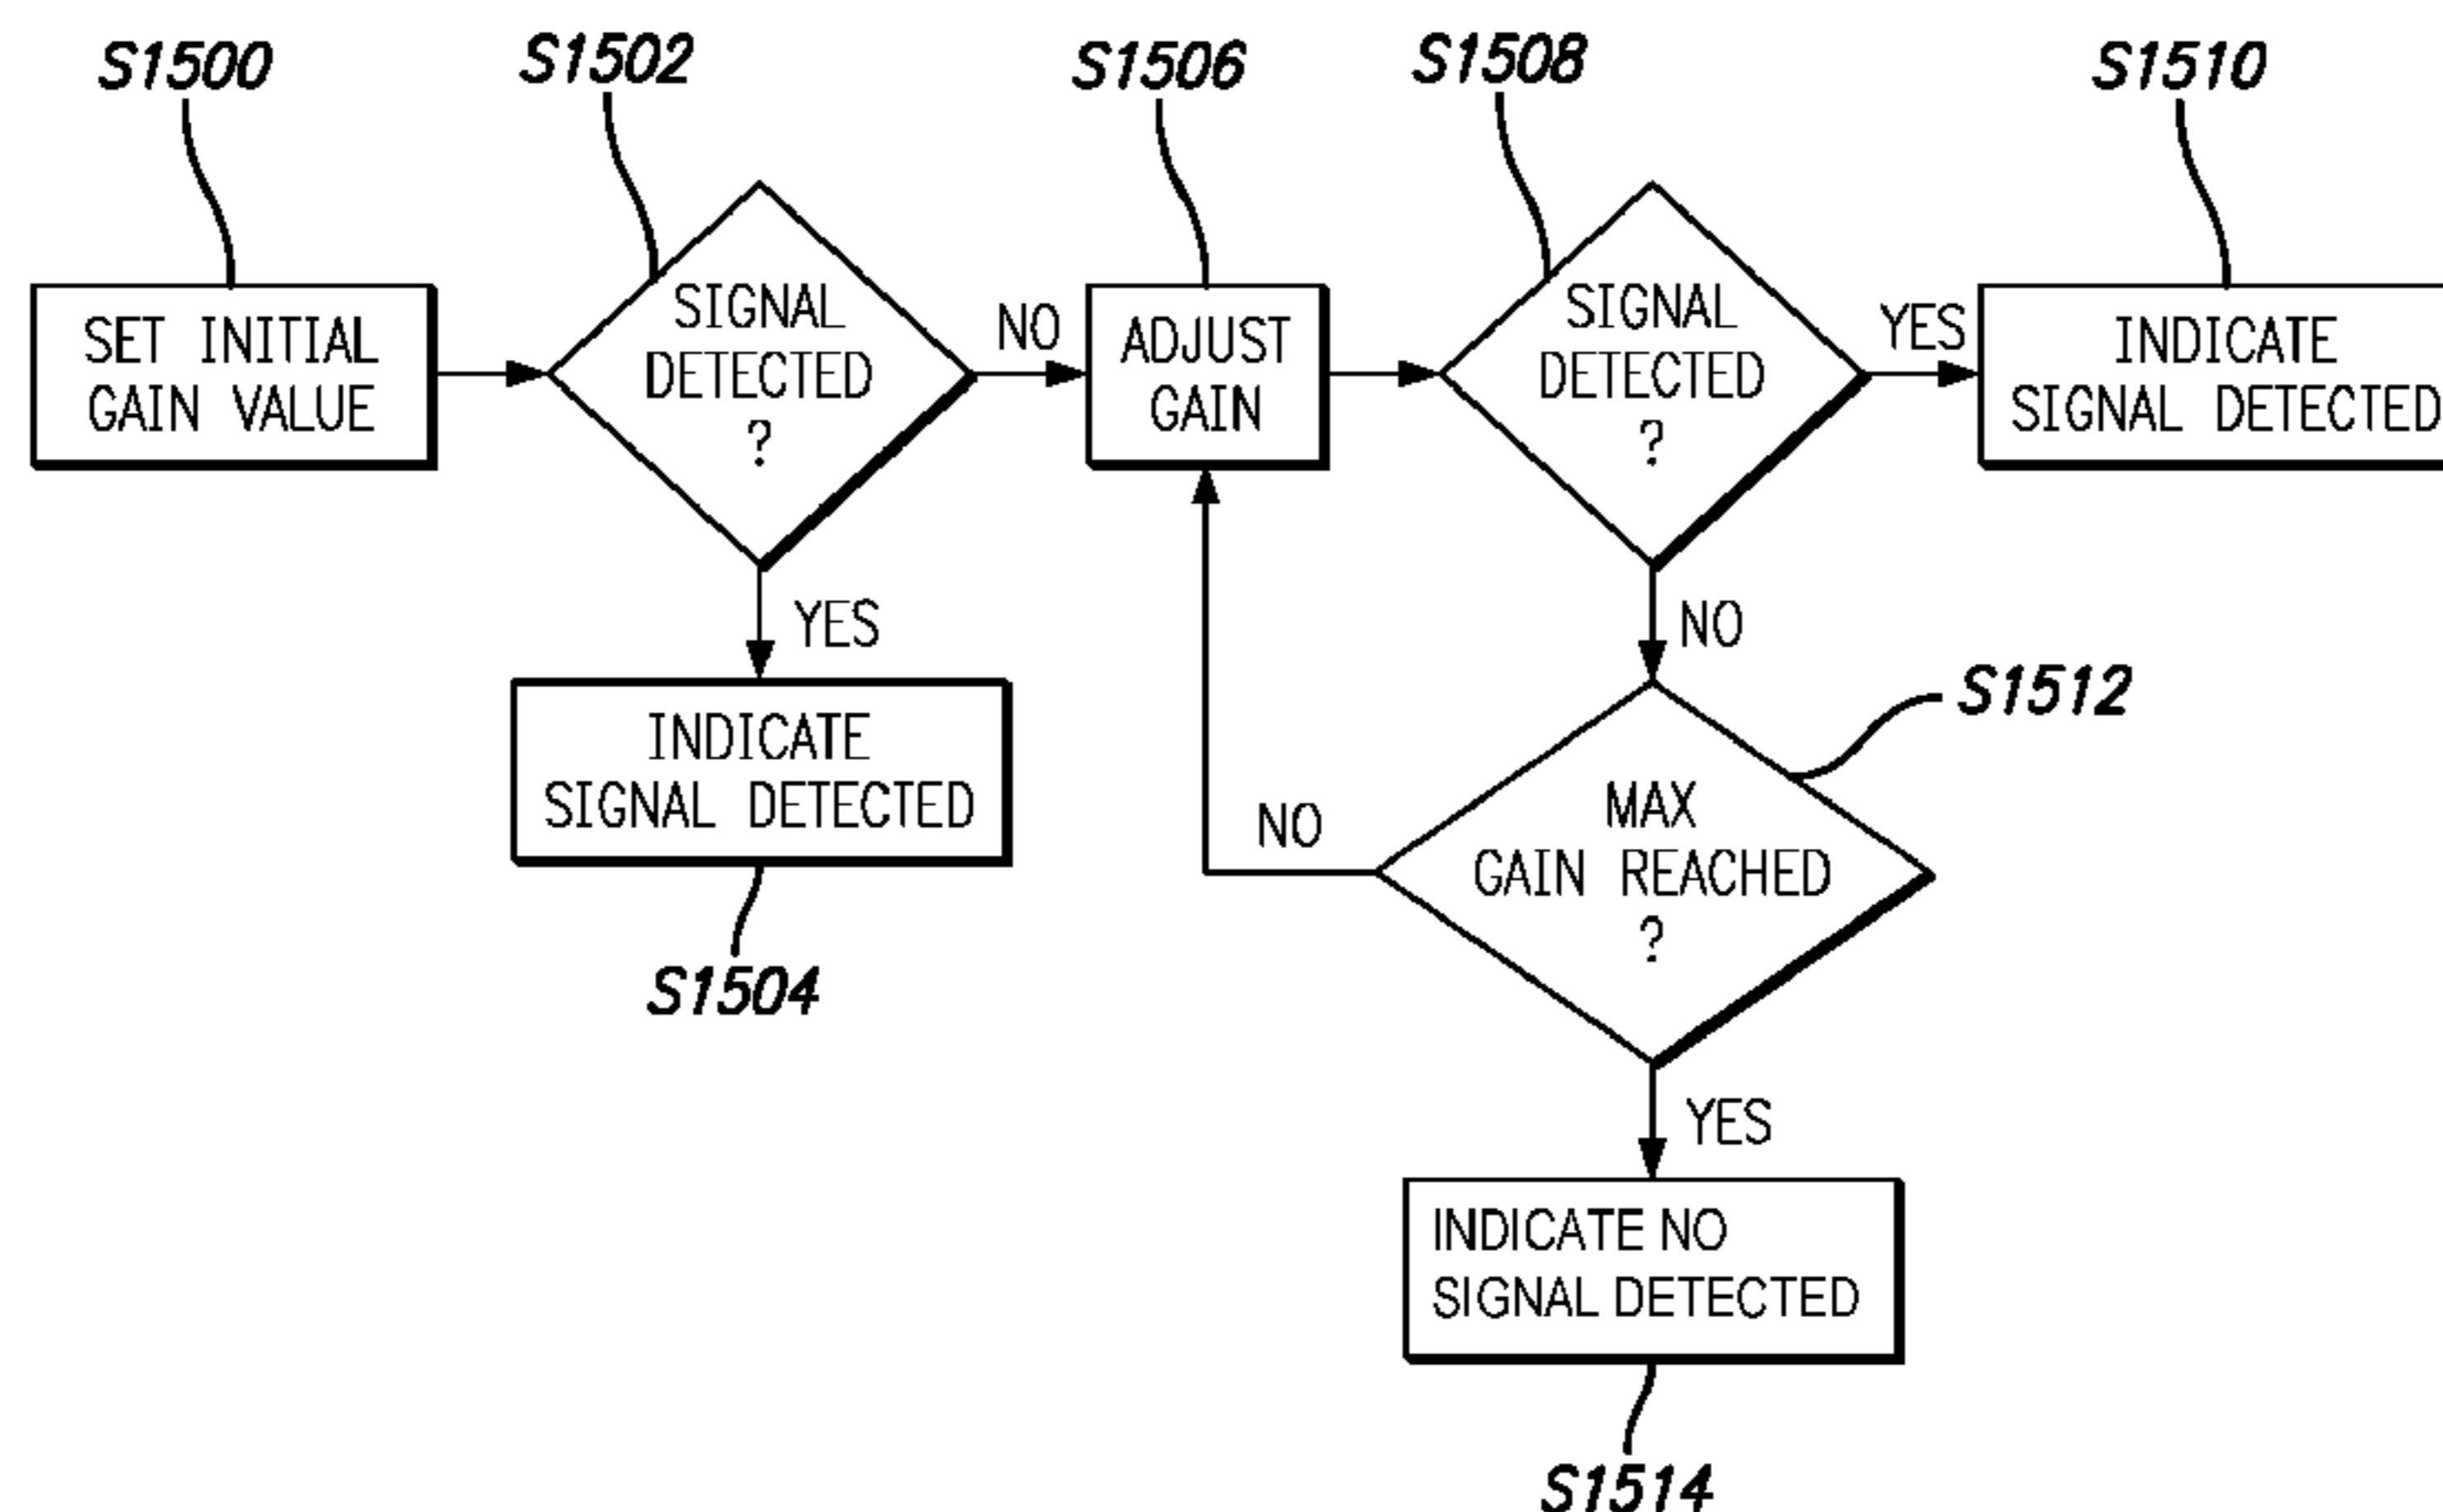 S1500
S1502
S1506
S1508
S1510
SET INITIAL
GAIN VALUE
SIGNAL
DETECTED
?
NO
ADJUST
GAIN
SIGNAL
DETECTED
?
YES
INDICATE
SIGNAL DETECTED
YES
NO
INDICATE
SIGNAL DETECTED
S1504
S1512
NO
MAX
GAIN REACHED
?
YES
INDICATE NO
SIGNAL DETECTED
S1514